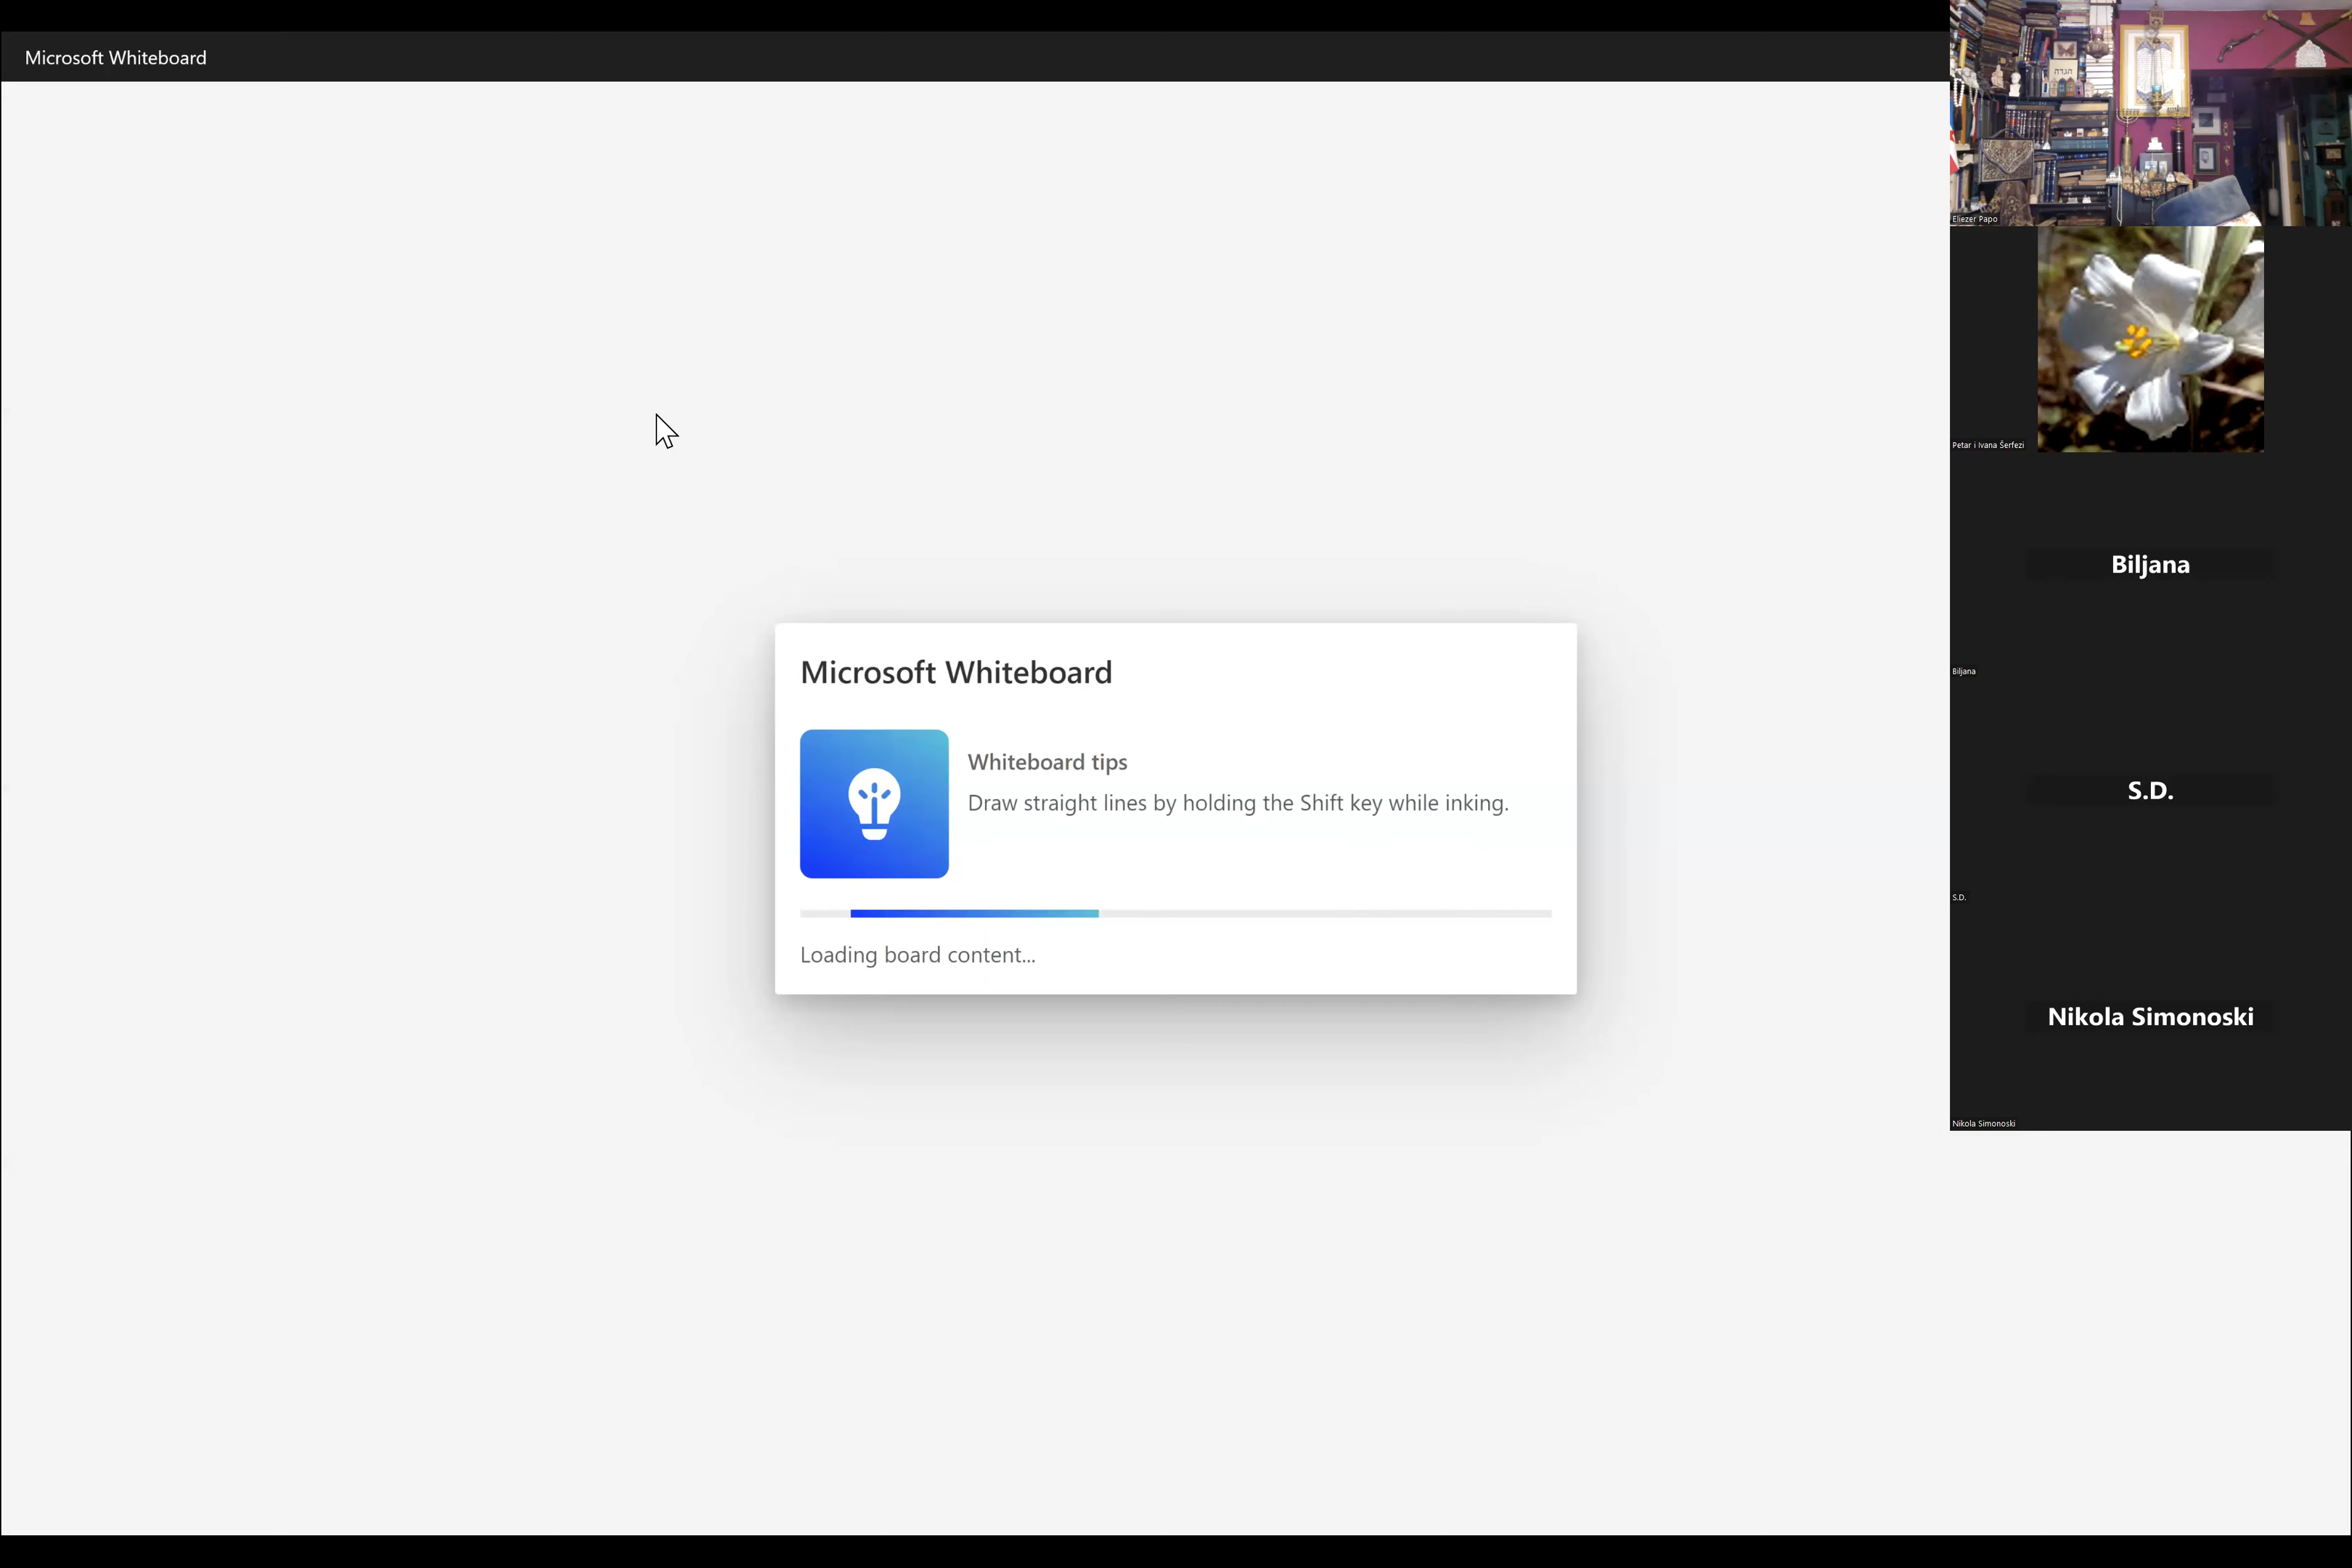 Microsoft Whiteboard
Microsoft Whiteboard
Whiteboard tips
Draw straight lines by holding the Shift key while inking.
Loading board content...
הגדה
Eliezer Papo
Petar i Ivana Šerfezi
Biljana
Biljana
S.D.
S.D.
Nikola Simonoski
Nikola Simonoski